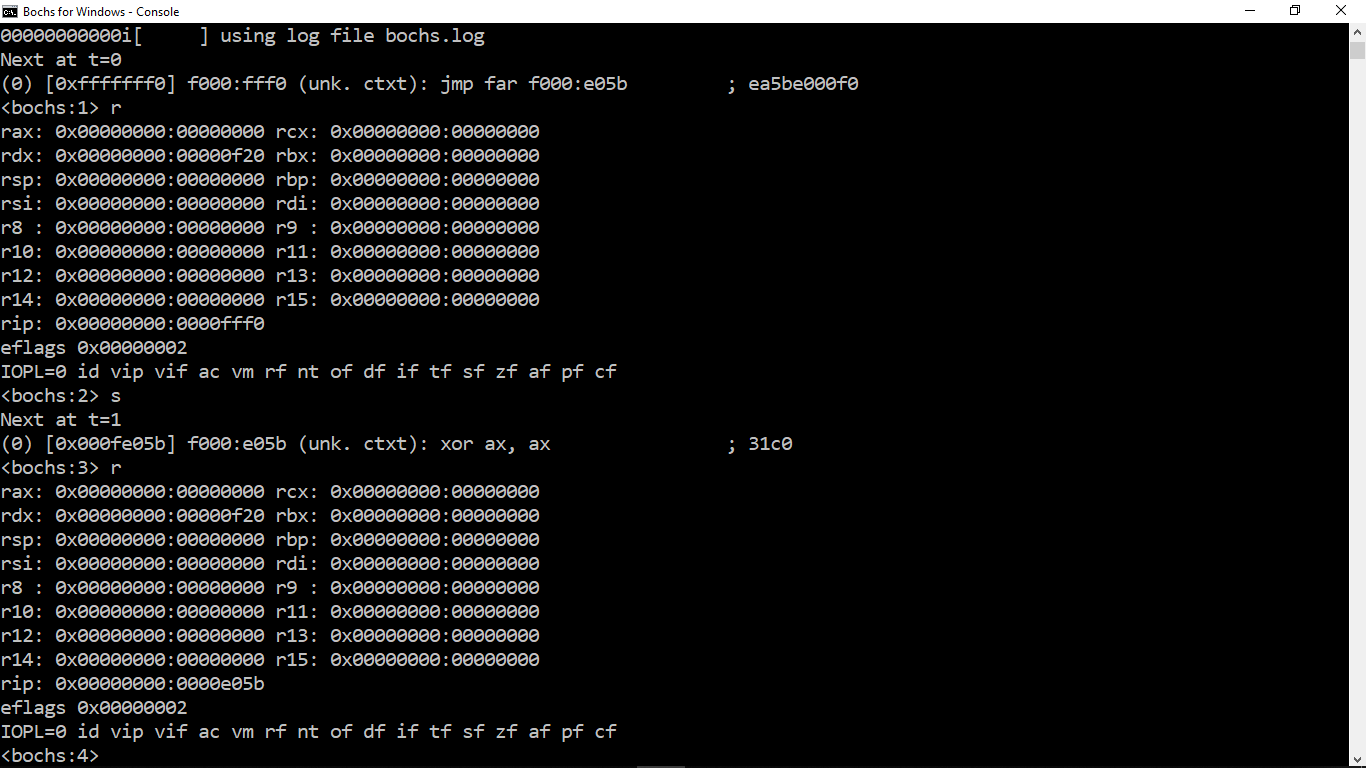 Bochs for Windows - Console
00000000000i[     ] using log file bochs.log
Next at t=0
(0) [0xfffffff0] f000:fff0 (unk. ctxt): jmp far f000:e05b         ; ea5be000f0
<bochs:1> r
rax: 0x00000000:00000000 rcx: 0x00000000:00000000
rdx: 0x00000000:00000f20 rbx: 0x00000000:00000000
rsp: 0x00000000:00000000 rbp: 0x00000000:00000000
rsi: 0x00000000:00000000 rdi: 0x00000000:00000000
r8 : 0x00000000:00000000 r9 : 0x00000000:00000000
r10: 0x00000000:00000000 r11: 0x00000000:00000000
r12: 0x00000000:00000000 r13: 0x00000000:00000000
r14: 0x00000000:00000000 r15: 0x00000000:00000000
rip: 0x00000000:0000fff0
eflags 0x00000002
IOPL=0 id vip vif ac vm rf nt of df if tf sf zf af pf cf
<bochs:2> s
Next at t=1
(0) [0x000fe05b] f000:e05b (unk. ctxt): xor ax, ax                ; 31c0
<bochs:3> r
rax: 0x00000000:00000000 rcx: 0x00000000:00000000
rdx: 0x00000000:00000f20 rbx: 0x00000000:00000000
rsp: 0x00000000:00000000 rbp: 0x00000000:00000000
rsi: 0x00000000:00000000 rdi: 0x00000000:00000000
r8 : 0x00000000:00000000 r9 : 0x00000000:00000000
r10: 0x00000000:00000000 r11: 0x00000000:00000000
r12: 0x00000000:00000000 r13: 0x00000000:00000000
r14: 0x00000000:00000000 r15: 0x00000000:00000000
rip: 0x00000000:0000e05b
eflags 0x00000002
IOPL=0 id vip vif ac vm rf nt of df if tf sf zf af pf cf
<bochs:4>